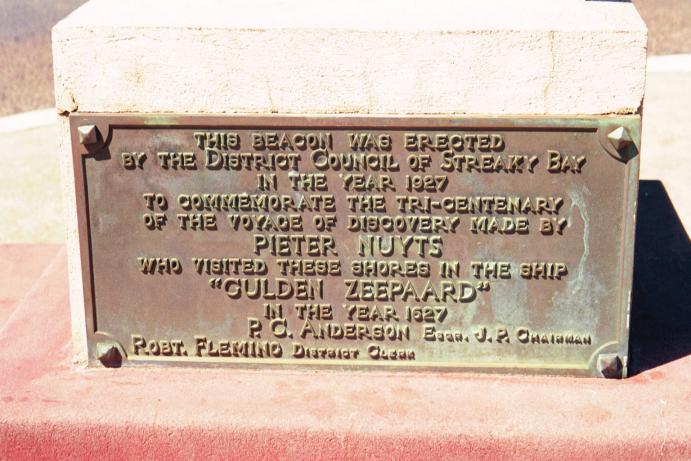 THIS BEACON WAS ERECTED
BY THE DISTRICT COUNCIL OF STREAKY BAY
IN THE YEAR 1927
TO COMMEMORATE THE TRI-CENTENARY
OF THE VOYAGE OF DISCOVERY MADE BY
PIETER NUYTS
WHO VISITED THESE SHORES IN THE SHIP
"GULDEN ZEEPAARD"
IN THE YEAR 1627
P. C. ANDERSON ESQR. J. P. CHAIRMAN
ROBT. FLEMING DISTRICT CLERK